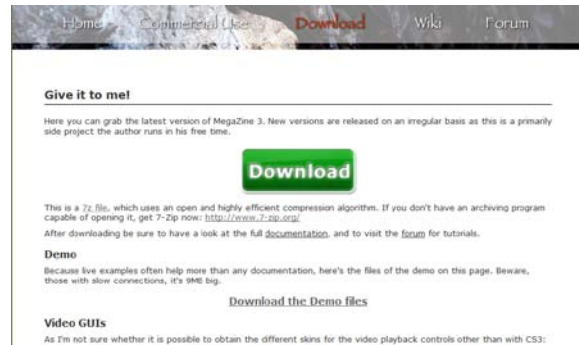 Home Commercial Use Download Wiki Forum
Give it to me!
Here you can grab the latest version of MegaZine 3. New versions are released on an irregular basis as this is a primarily
side project the author runs in his free time.
Download
This is a 7z file, which uses an open and highly efficient compression algorithm. If you don't have an archiving program
capable of opening it, get 7-Zip now: http://www.7-zip.org/
After downloading be sure to have a look at the full documentation, and to visit the forum for tutorials.
Demo
Because live examples often help more than any documentation, here's the files of the demo on this page. Beware,
those with slow connections, it's 9MB big.
Download the Demo files
Video GUIs
As I'm not sure whether it is possible to obtain the different skins for the video playback controls other than with CS3: